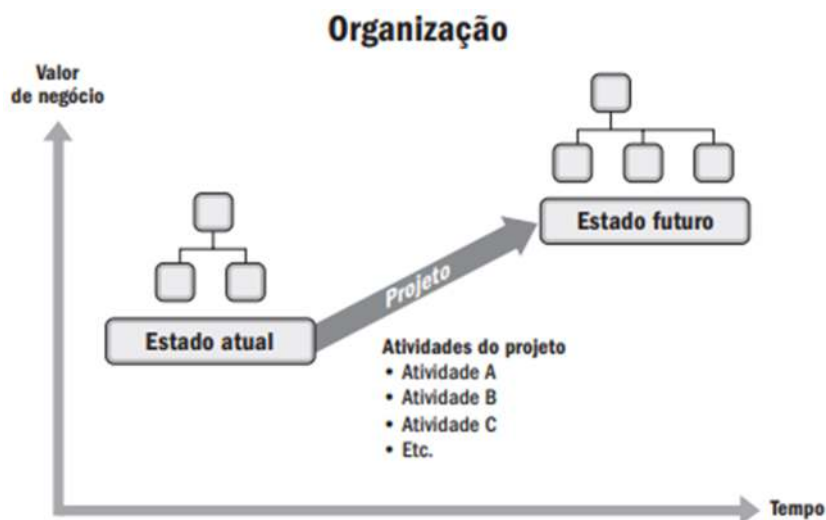 Organização
Valor
de negócio
Estado futuro
Projeto
Estado atual
Atividades do projeto
• Atividade A
• Atividade B
• Atividade C
• Etc.
Tempo